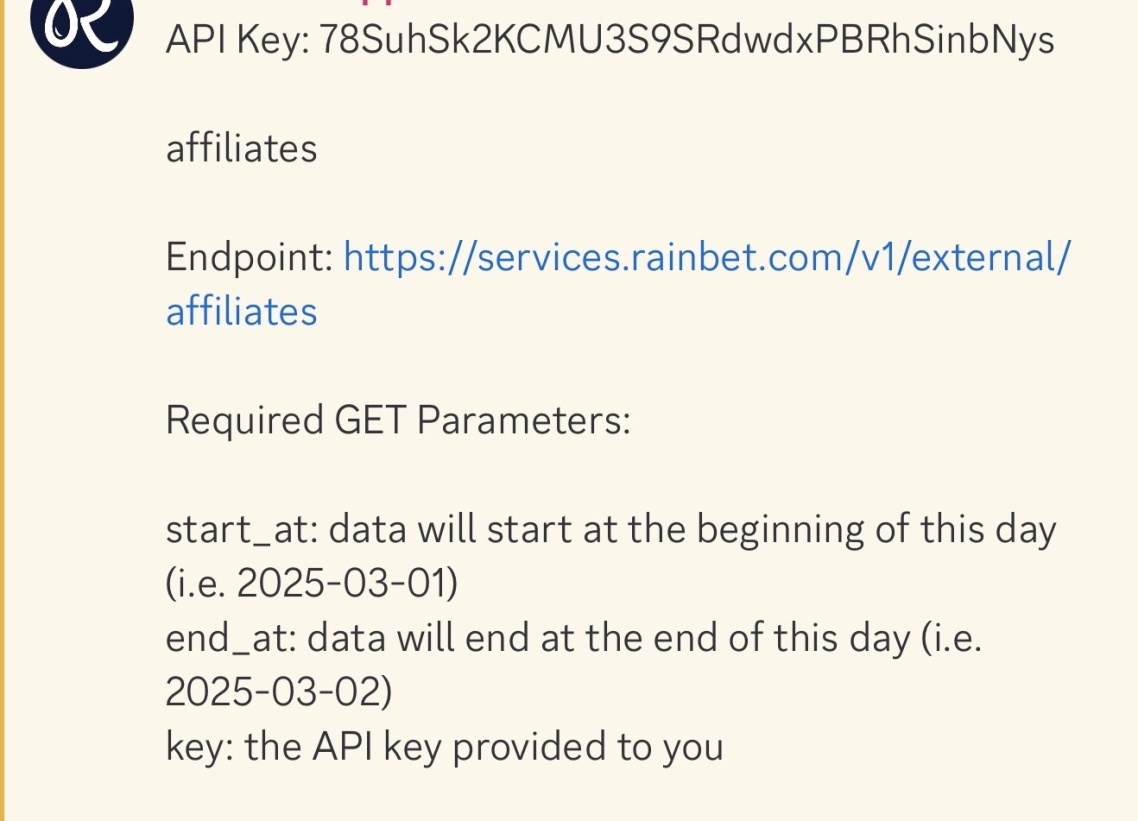 API Key: 78SuhSk2KCMU3S9SRdwdxPBRhSinbNys
affiliates
Endpoint: https://services.rainbet.com/v1/external/
affiliates
Required GET Parameters:
start_at: data will start at the beginning of this day
(i.e. 2025-03-01)
end_at: data will end at the end of this day (i.e.
2025-03-02)
key: the API key provided to you